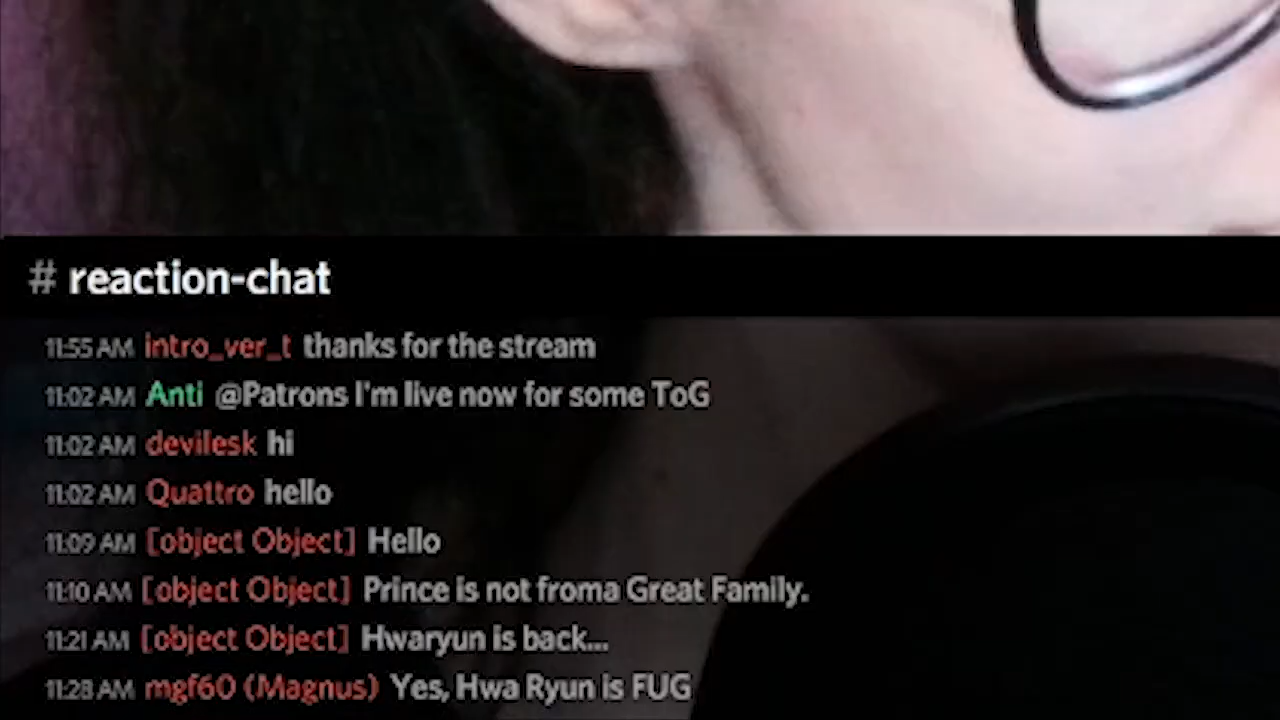 # reaction-chat
11:55 AM intro_ver_t thanks for the stream
11:02 AM Anti @Patrons I'm live now for some ToG
11:02 AM devilesk hi
11:02 AM Quattro hello
11:09 AM [object Object] Hello
11:10 AM [object Object] Prince is not froma Great Family.
11:21 AM [object Object] Hwaryun is back...
11:28 AM mgf60 (Magnus) Yes, Hwa Ryun is FUG